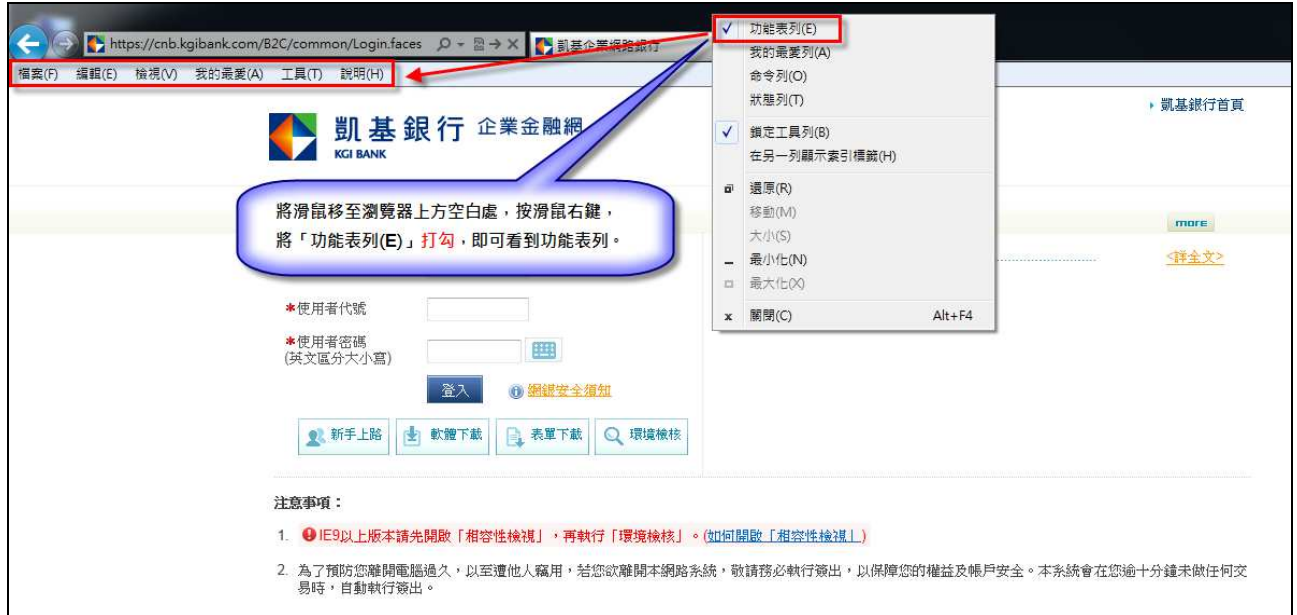 功能表列(E)
我的最愛列(A)
命令列(O)
狀態列(T)
鎖定工具列(B)
在另一列顯示索引標籤(H)
還原(R)
移動(M)
大小(S)
最小化(N)
最大化(X)
關閉(C) Alt+F4
https://cnb.kgibank.com/B2C/common/Login.faces
凱基企業網路銀行
檔案(F) 編輯(E) 檢視(V) 我的最愛(A) 工具(T) 說明(H)
凱基銀行首頁
凱基銀行 企業金融網
KGI BANK
將滑鼠移至瀏覽器上方空白處，按滑鼠右鍵，
將「功能表列(E)」打勾，即可看到功能表列。
more
<詳全文>
*使用者代號
*使用者密碼
(英文區分大小寫)
登入 網銀安全須知
新手上路 軟體下載 表單下載 環境檢核
注意事項：
1. IE9以上版本請先開啟「相容性檢視」，再執行「環境檢核」。(如何開啟「相容性檢視」)
2. 為了預防您離開電腦過久，以至遭他人竊用，若您欲離開本網路系統，敬請務必執行簽出，以保障您的權益及帳戶安全。本系統會在您逾十分鐘未做任何交
易時，自動執行簽出。